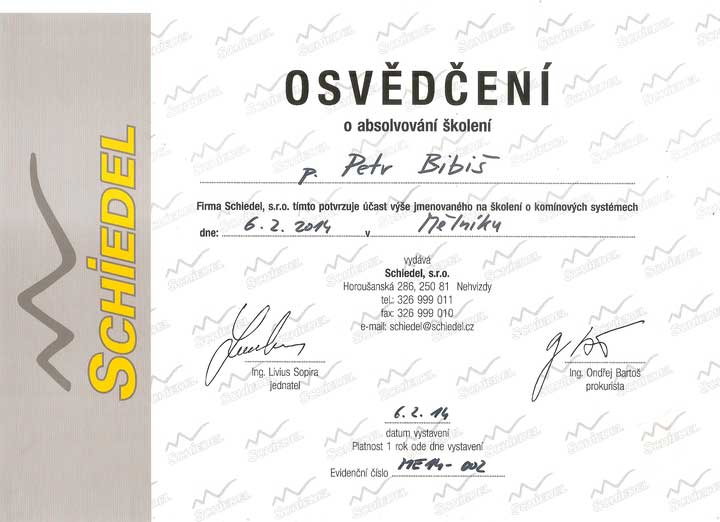 SCHIEDEL
OSVĚDČENÍ
o absolvování školení
p. Petr Bibiš
Firma Schiedel, s.r.o. tímto potvrzuje účast výše jmenovaného na školení o komínových systémech
dne: 6.2.2014 v Mělníku
vydává
Schiedel, s.r.o.
Horoušanská 286, 250 81 Nehvizdy
tel.: 326 999 011
fax: 326 999 010
e-mail: schiedel@schiedel.cz
Ing. Livius Sopira
jednatel
Ing. Ondřej Bartoš
prokurista
6.2.14
datum vystavení
Platnost 1 rok ode dne vystavení
Evidenční číslo ME14-002